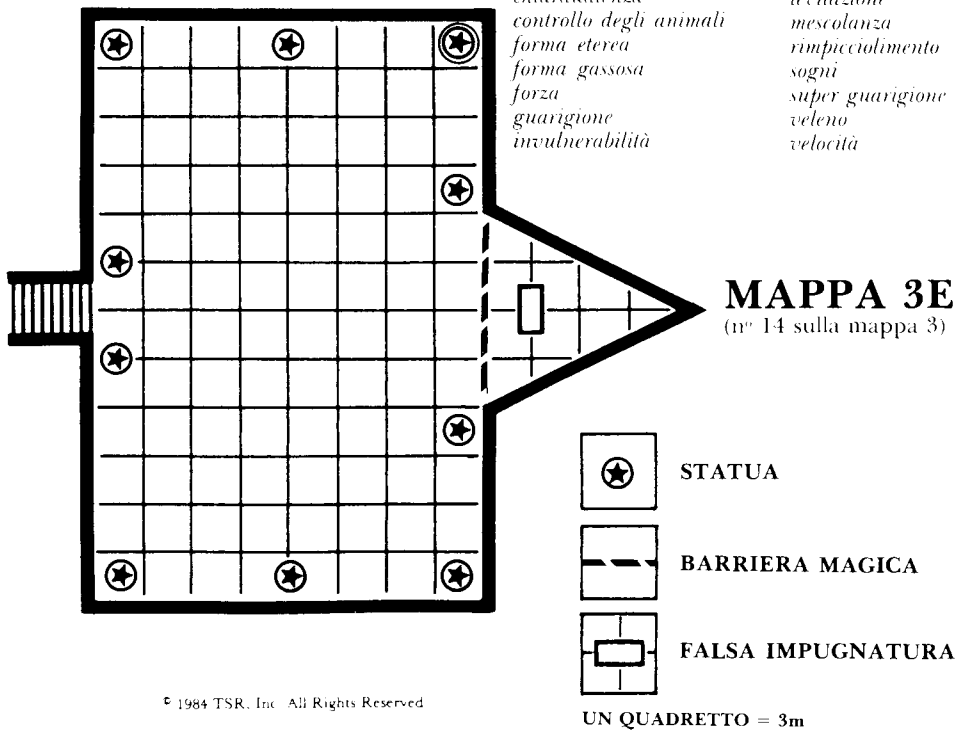 controllo degli animali
forma eterea
forma gassosa
forza
guarigione
invulnerabilità
mescolanza
rimpicciolimento
sogni
super guarigione
veleno
velocità
MAPPA 3E
(nº 14 sulla mappa 3)
STATUA
BARRIERA MAGICA
FALSA IMPUGNATURA
UN QUADRETTO = 3m
© 1984 TSR, Inc All Rights Reserved